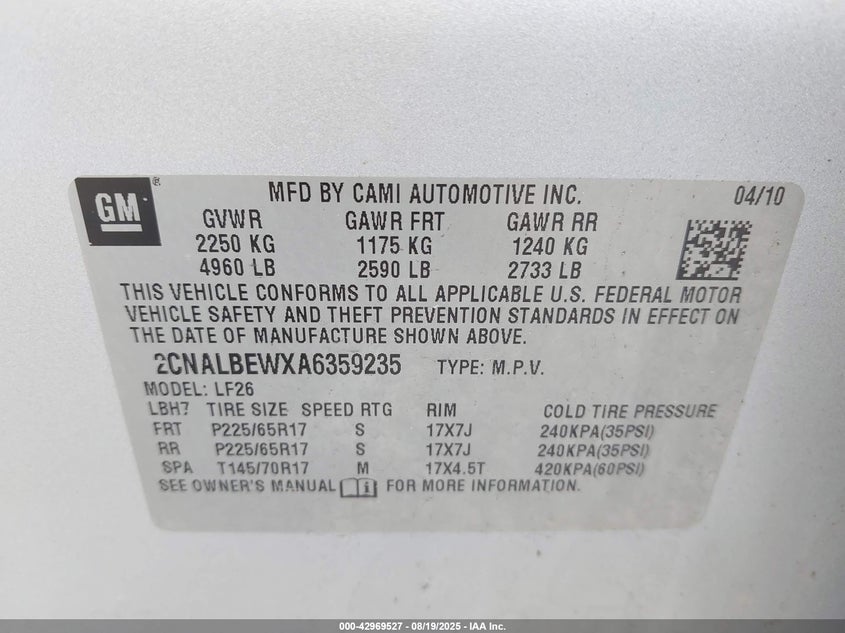 GM
MFD BY CAMI AUTOMOTIVE INC. 04/10
GVWR GAWR FRT GAWR RR
2250 KG 1175 KG 1240 KG
4960 LB 2590 LB 2733 LB
THIS VEHICLE CONFORMS TO ALL APPLICABLE U.S. FEDERAL MOTOR
VEHICLE SAFETY AND THEFT PREVENTION STANDARDS IN EFFECT ON
THE DATE OF MANUFACTURE SHOWN ABOVE.
2CNALBEWXA6359235 TYPE: M.P.V.
MODEL: LF26
LBH7 TIRE SIZE SPEED RTG RIM COLD TIRE PRESSURE
FRT P225/65R17 S 17X7J 240KPA(35PSI)
RR P225/65R17 S 17X7J 240KPA(35PSI)
SPA T145/70R17 M 17X4.5T 420KPA(60PSI)
SEE OWNER'S MANUAL i FOR MORE INFORMATION.
000-42969527 - 08/19/2025 - IAA Inc.